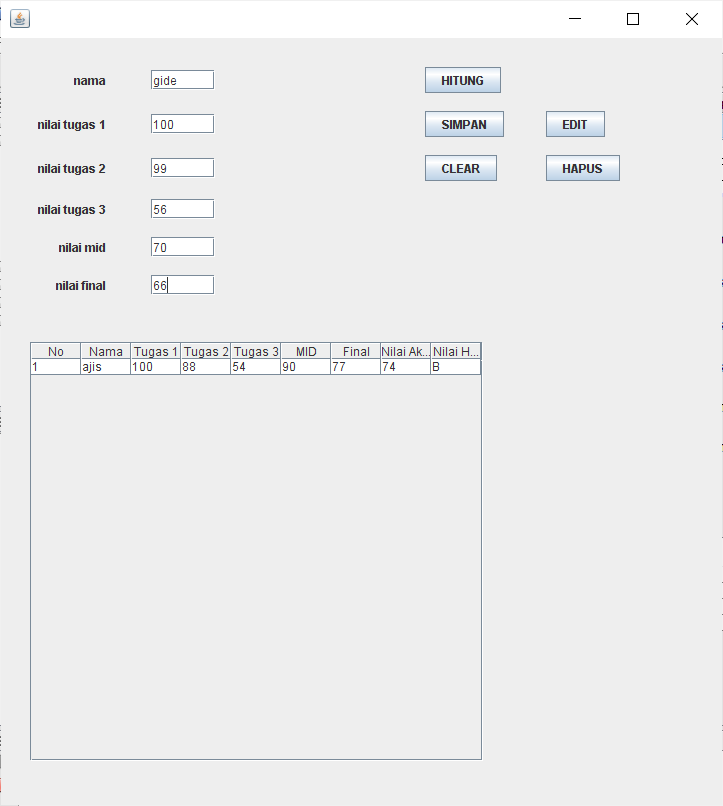 nama gide HITUNG
nilai tugas 1 100 SIMPAN EDIT
nilai tugas 2 99 CLEAR HAPUS
nilai tugas 3 56
nilai mid 70
nilai final 66
No Nama Tugas 1 Tugas 2 Tugas 3 MID Final Nilai Ak... Nilai H...
1 ajis 100 88 54 90 77 74 B